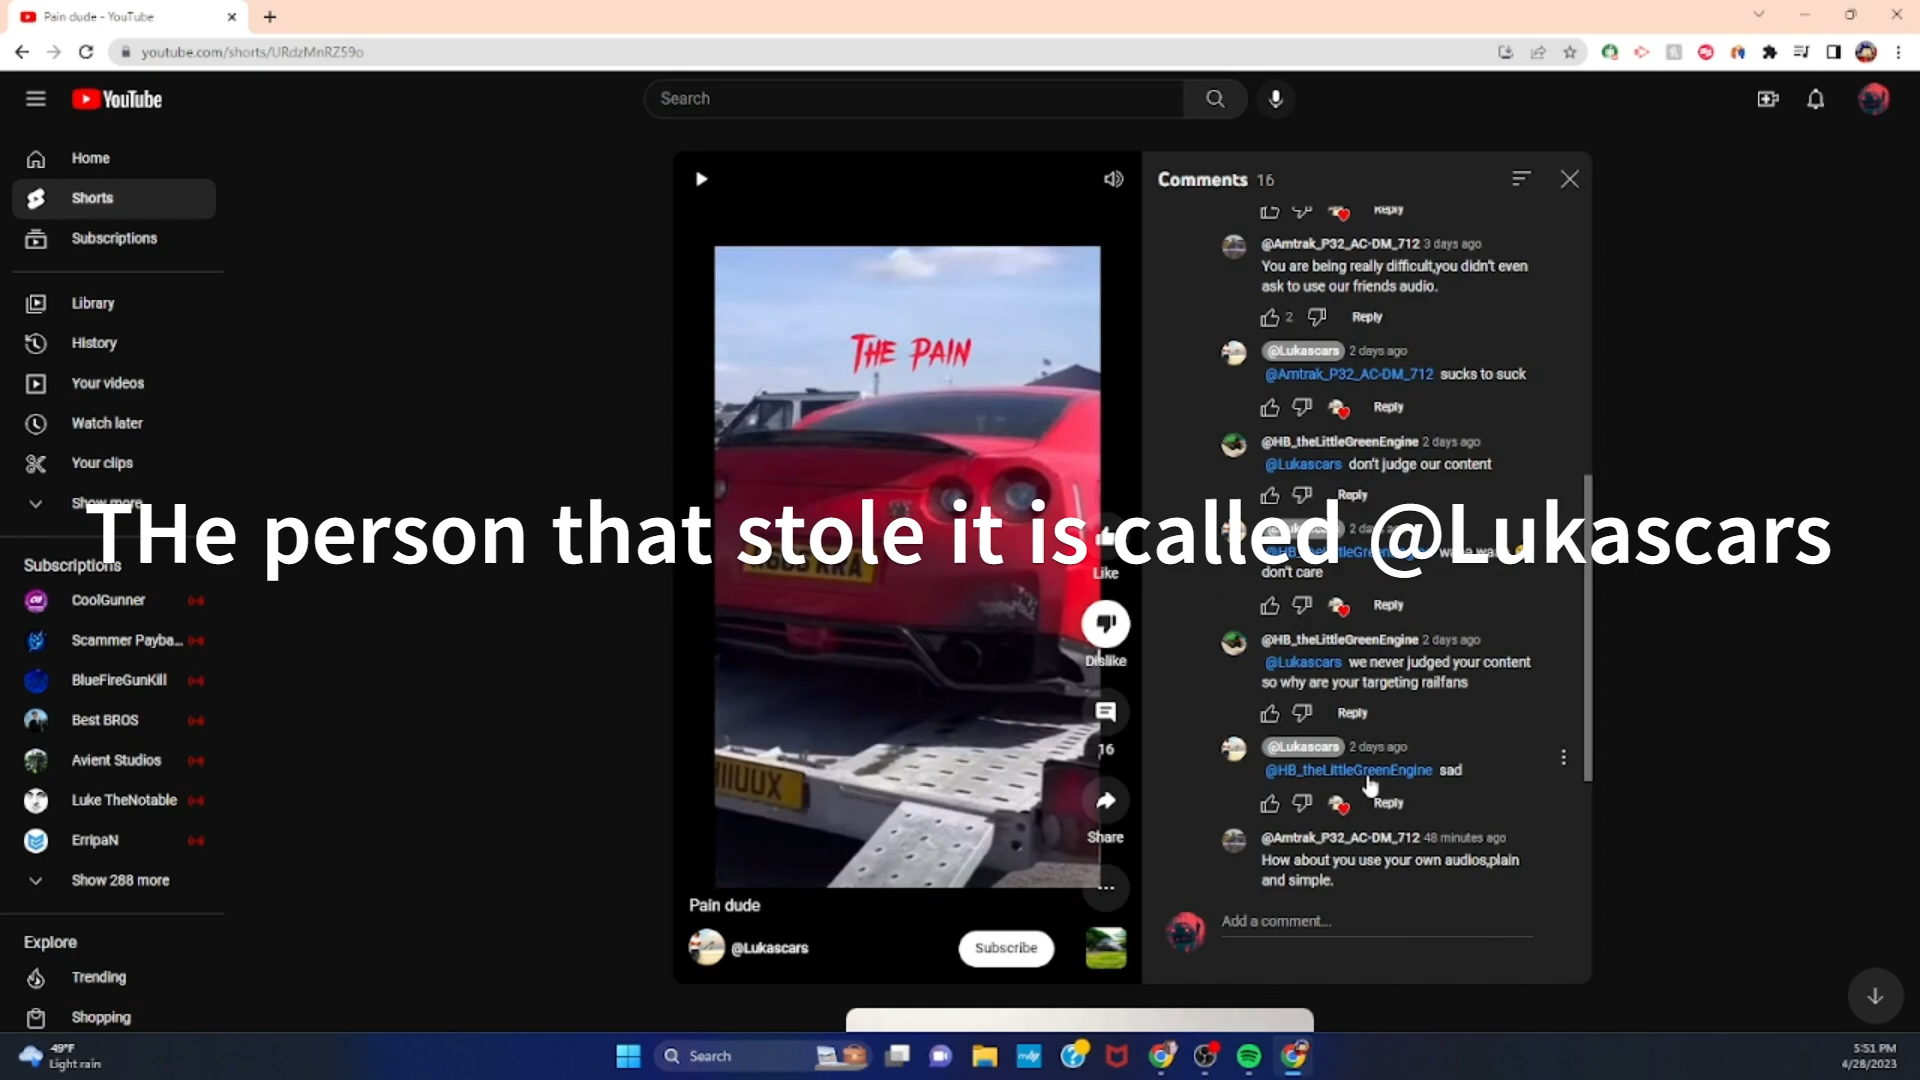 Pain dude - YouTube
youtube.com/shorts/URdzMnRZ59o
YouTube
Search
Home
Shorts
Subscriptions
Library
History
Your videos
Watch later
Your clips
Show more
Subscriptions
CoolGunner
Scammer Payba...
BlueFireGunKill
Best BROS
Avient Studios
Luke TheNotable
ErripaN
Show 288 more
Explore
Trending
Shopping
THE PAIN
THe person that stole it is called @Lukascars
Like
Dislike
16
Share
Pain dude
@Lukascars
Subscribe
Comments 16
Reply
@Amtrak_P32_AC-DM_712 3 days ago
You are being really difficult,you didn't even
ask to use our friends audio.
2 Reply
@Lukascars 2 days ago
@Amtrak_P32_AC-DM_712 sucks to suck
Reply
@HB_theLittleGreenEngine 2 days ago
@Lukascars don't judge our content
Reply
don't care
Reply
@HB_theLittleGreenEngine 2 days ago
@Lukascars we never judged your content
so why are your targeting railfans
Reply
@Lukascars 2 days ago
@HB_theLittleGreenEngine sad
Reply
@Amtrak_P32_AC-DM_712 48 minutes ago
How about you use your own audios,plain
and simple.
Add a comment...
49°F
Light rain
Search
5:51 PM
4/28/2023